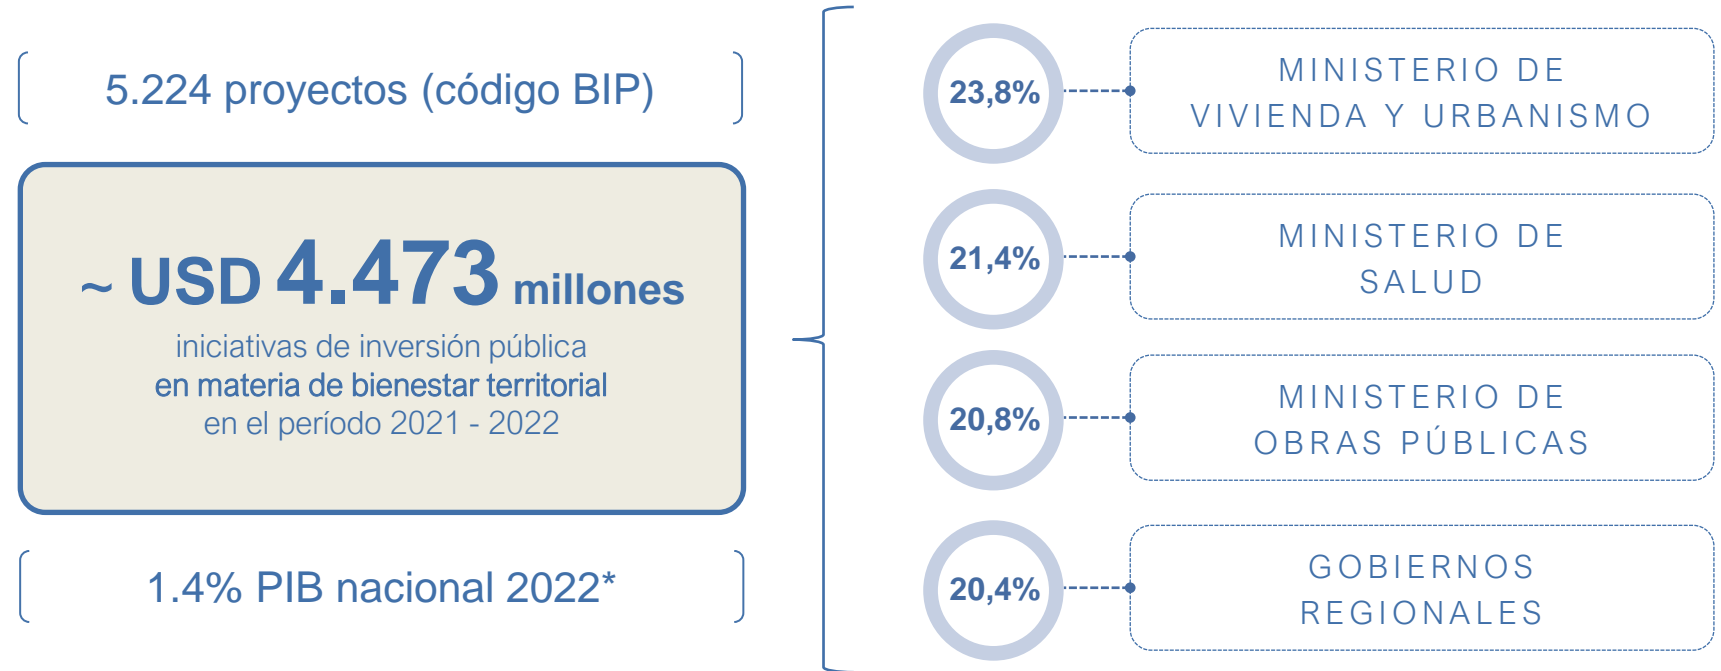 5.224 proyectos (código BIP)
~ USD 4.473 millones
iniciativas de inversión pública
en materia de bienestar territorial
en el período 2021 - 2022
1.4% PIB nacional 2022*
23,8%
MINISTERIO DE
VIVIENDA Y URBANISMO
21,4%
MINISTERIO DE
SALUD
20,8%
MINISTERIO DE
OBRAS PÚBLICAS
20,4%
GOBIERNOS
REGIONALES